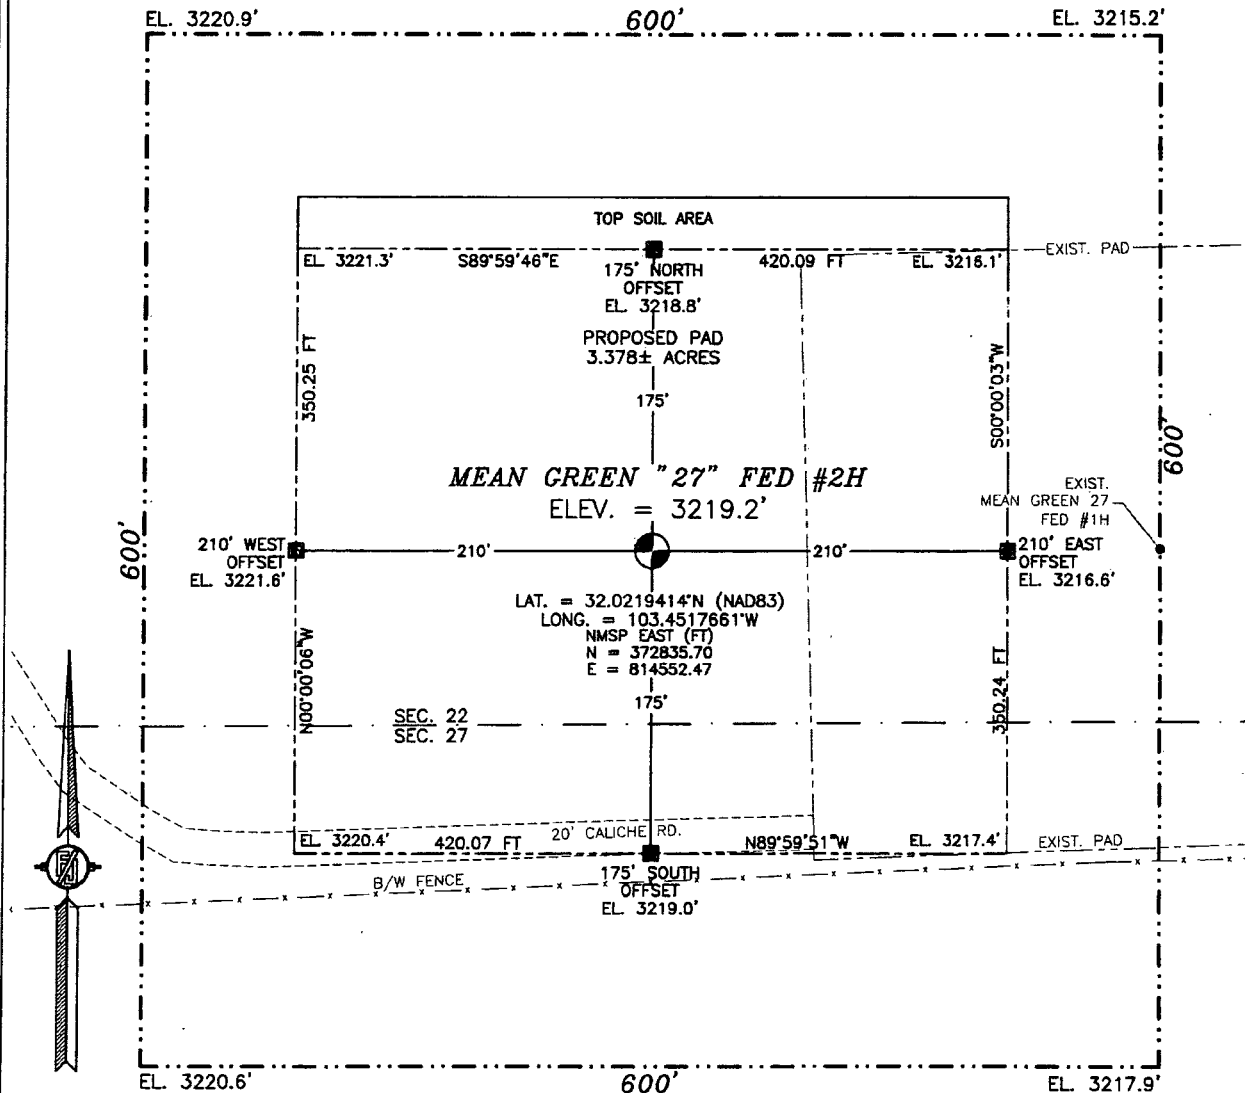 EL. 3220.9'
600'
EL. 3215.2'
TOP SOIL AREA
EL. 3221.3'
S89°59'46"E
175' NORTH
OFFSET
EL. 3218.8'
420.09 FT
EL. 3216.1'
EXIST. PAD
PROPOSED PAD
3.378± ACRES
350.25 FT
S00°00'03"W
175'
600'
600'
MEAN GREEN "27" FED #2H
ELEV. = 3219.2'
EXIST.
MEAN GREEN 27
FED #1H
210' WEST
OFFSET
EL. 3221.6'
210'
210'
210' EAST
OFFSET
EL. 3216.6'
LAT. = 32.0219414°N (NAD83)
LONG. = 103.4517661°W
NMSP EAST (FT)
N = 372835.70
E = 814552.47
N00°00'06"W
350.24 FT
175'
SEC. 22
SEC. 27
EL. 3220.4'
420.07 FT
20' CALICHE RD.
N89°59'51"W
EL. 3217.4'
EXIST. PAD
B/W FENCE
175' SOUTH
OFFSET
EL. 3219.0'
EL. 3220.6'
600'
EL. 3217.9'